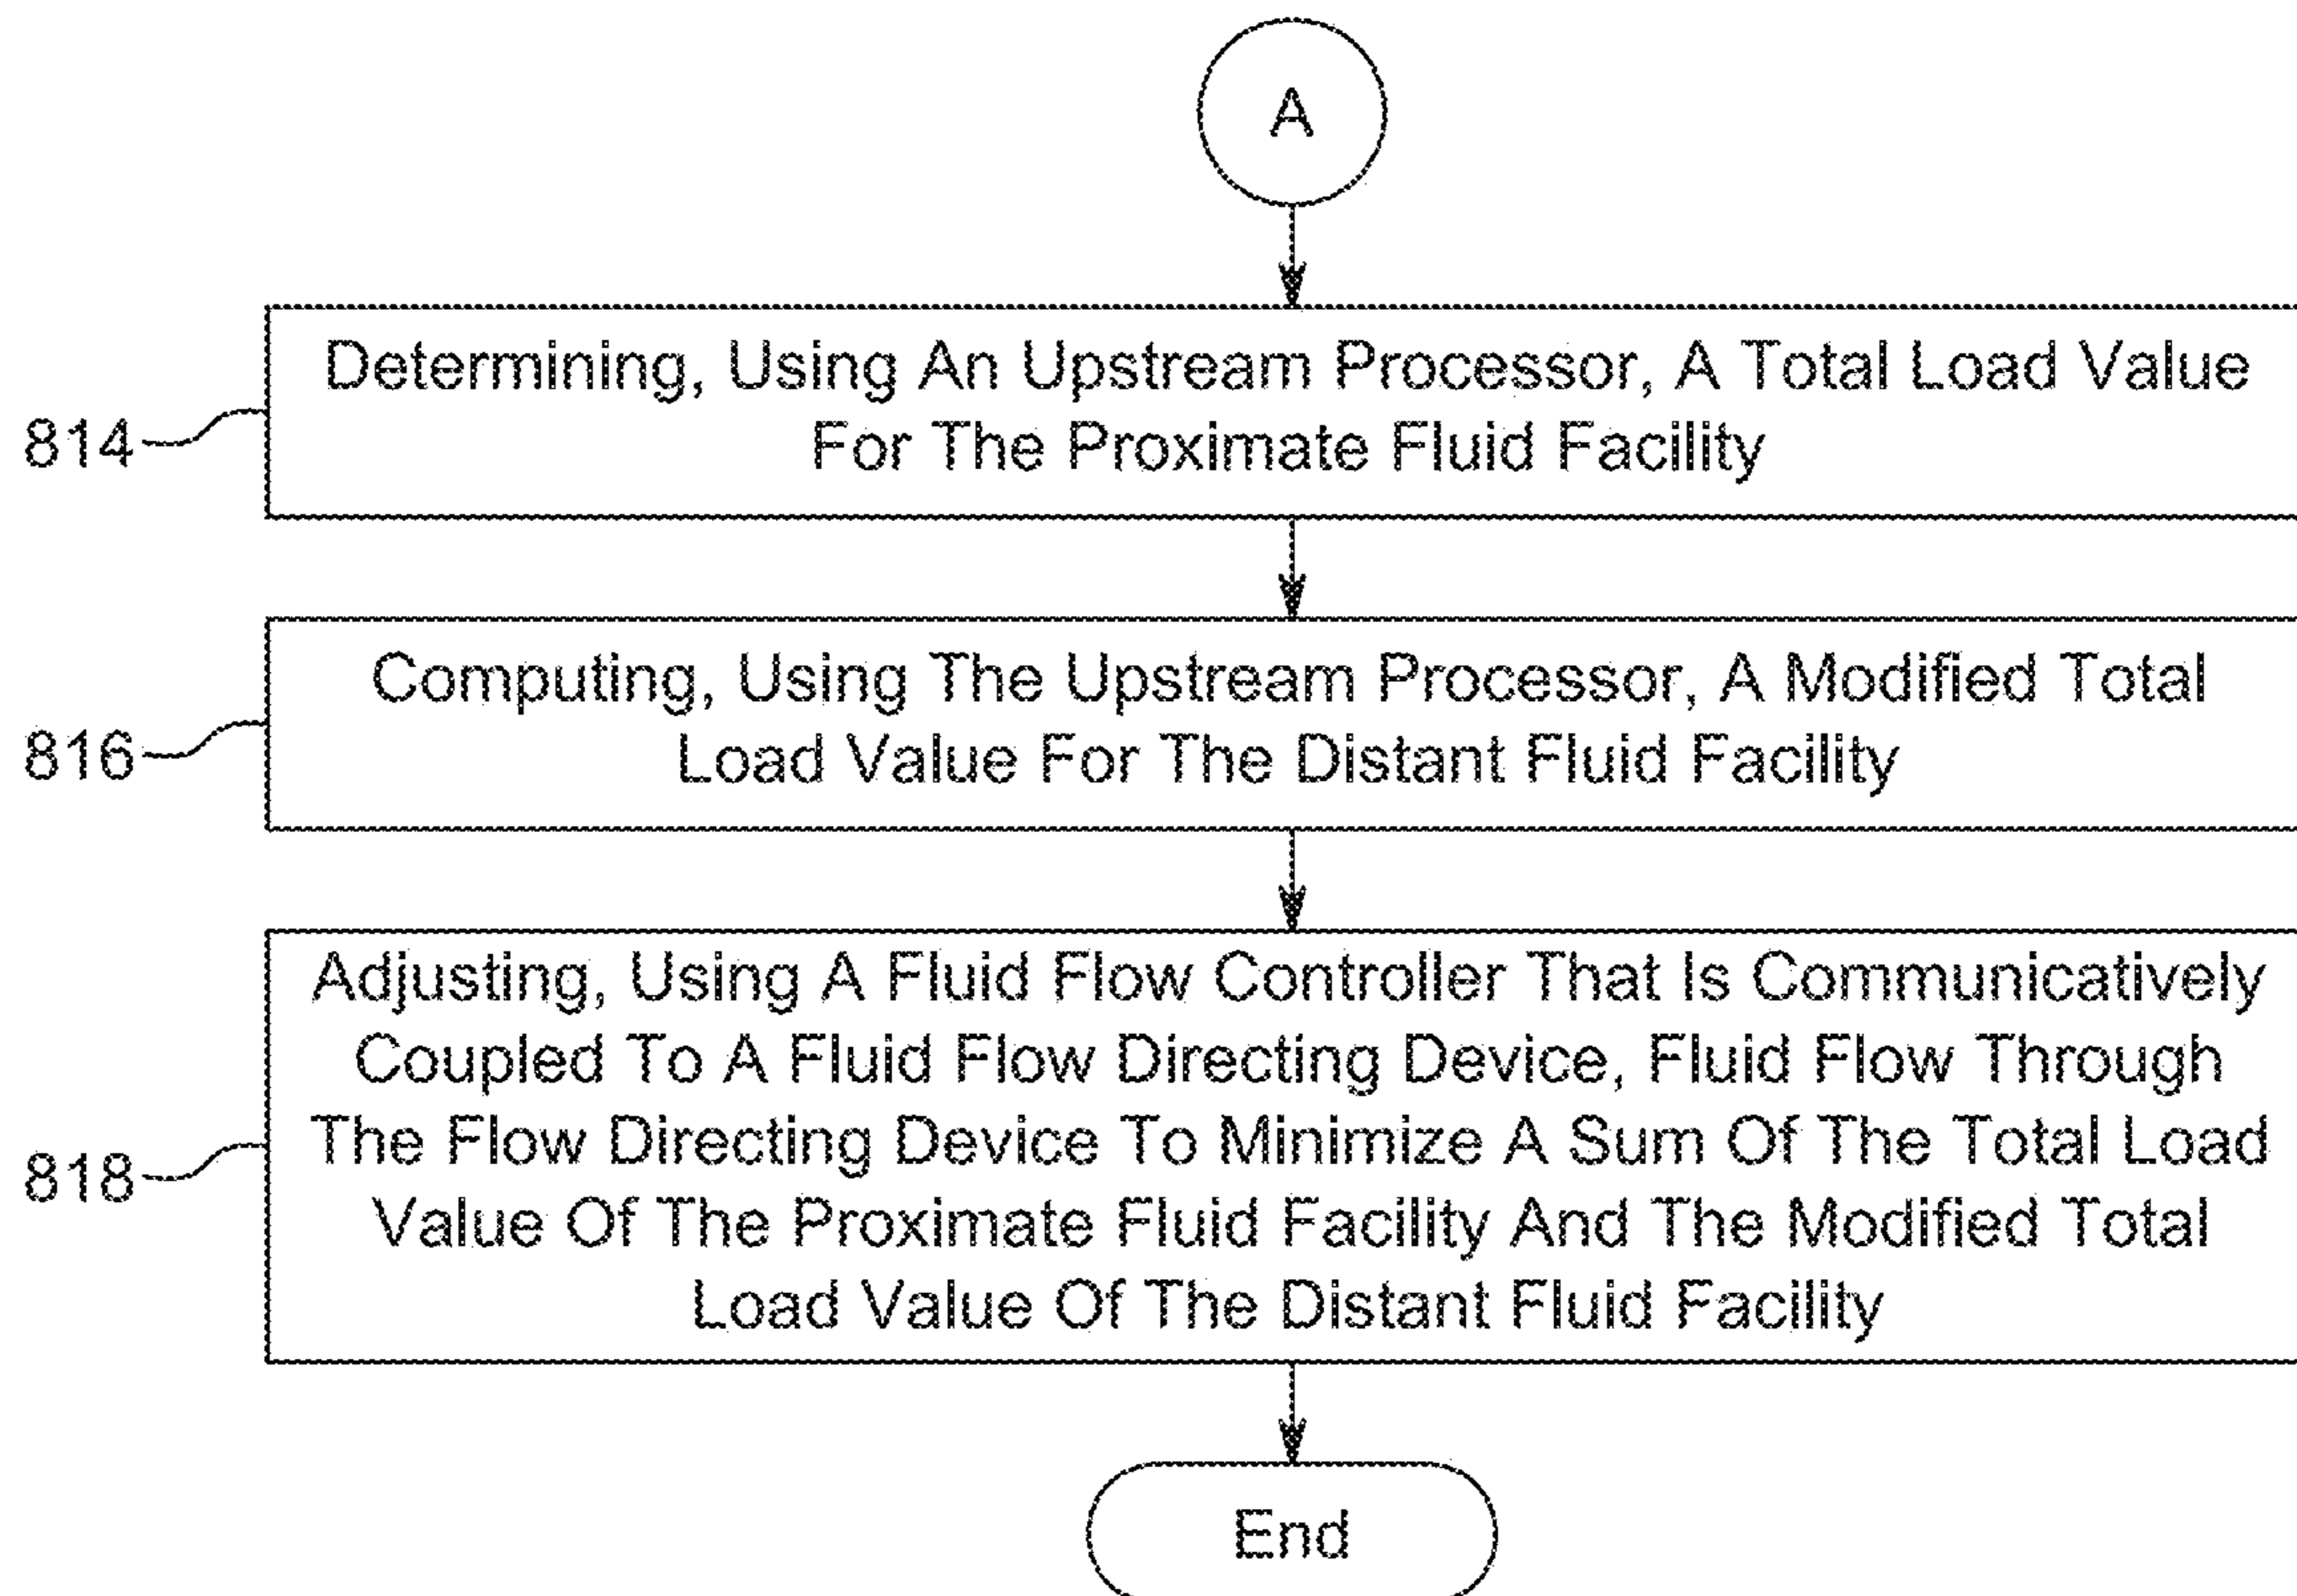 A
Determining, Using An Upstream Processor, A Total Load Value
For The Proximate Fluid Facility
814
Computing, Using The Upstream Processor, A Modified Total
Load Value For The Distant Fluid Facility
816
Adjusting, Using A Fluid Flow Controller That Is Communicatively
Coupled To A Fluid Flow Directing Device, Fluid Flow Through
The Flow Directing Device To Minimize A Sum Of The Total Load
Value Of The Proximate Fluid Facility And The Modified Total
Load Value Of The Distant Fluid Facility
818
End